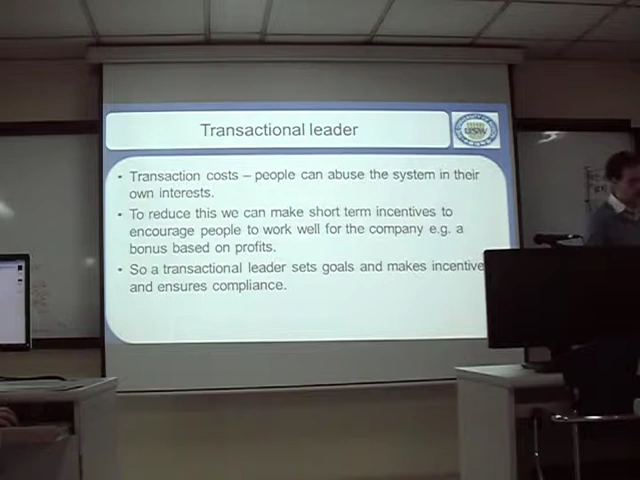 Transactional leader
• Transaction costs – people can abuse the system in their
own interests.
• To reduce this we can make short term incentives to
encourage people to work well for the company e.g. a
bonus based on profits.
• So a transactional leader sets goals and makes incentive
and ensures compliance.